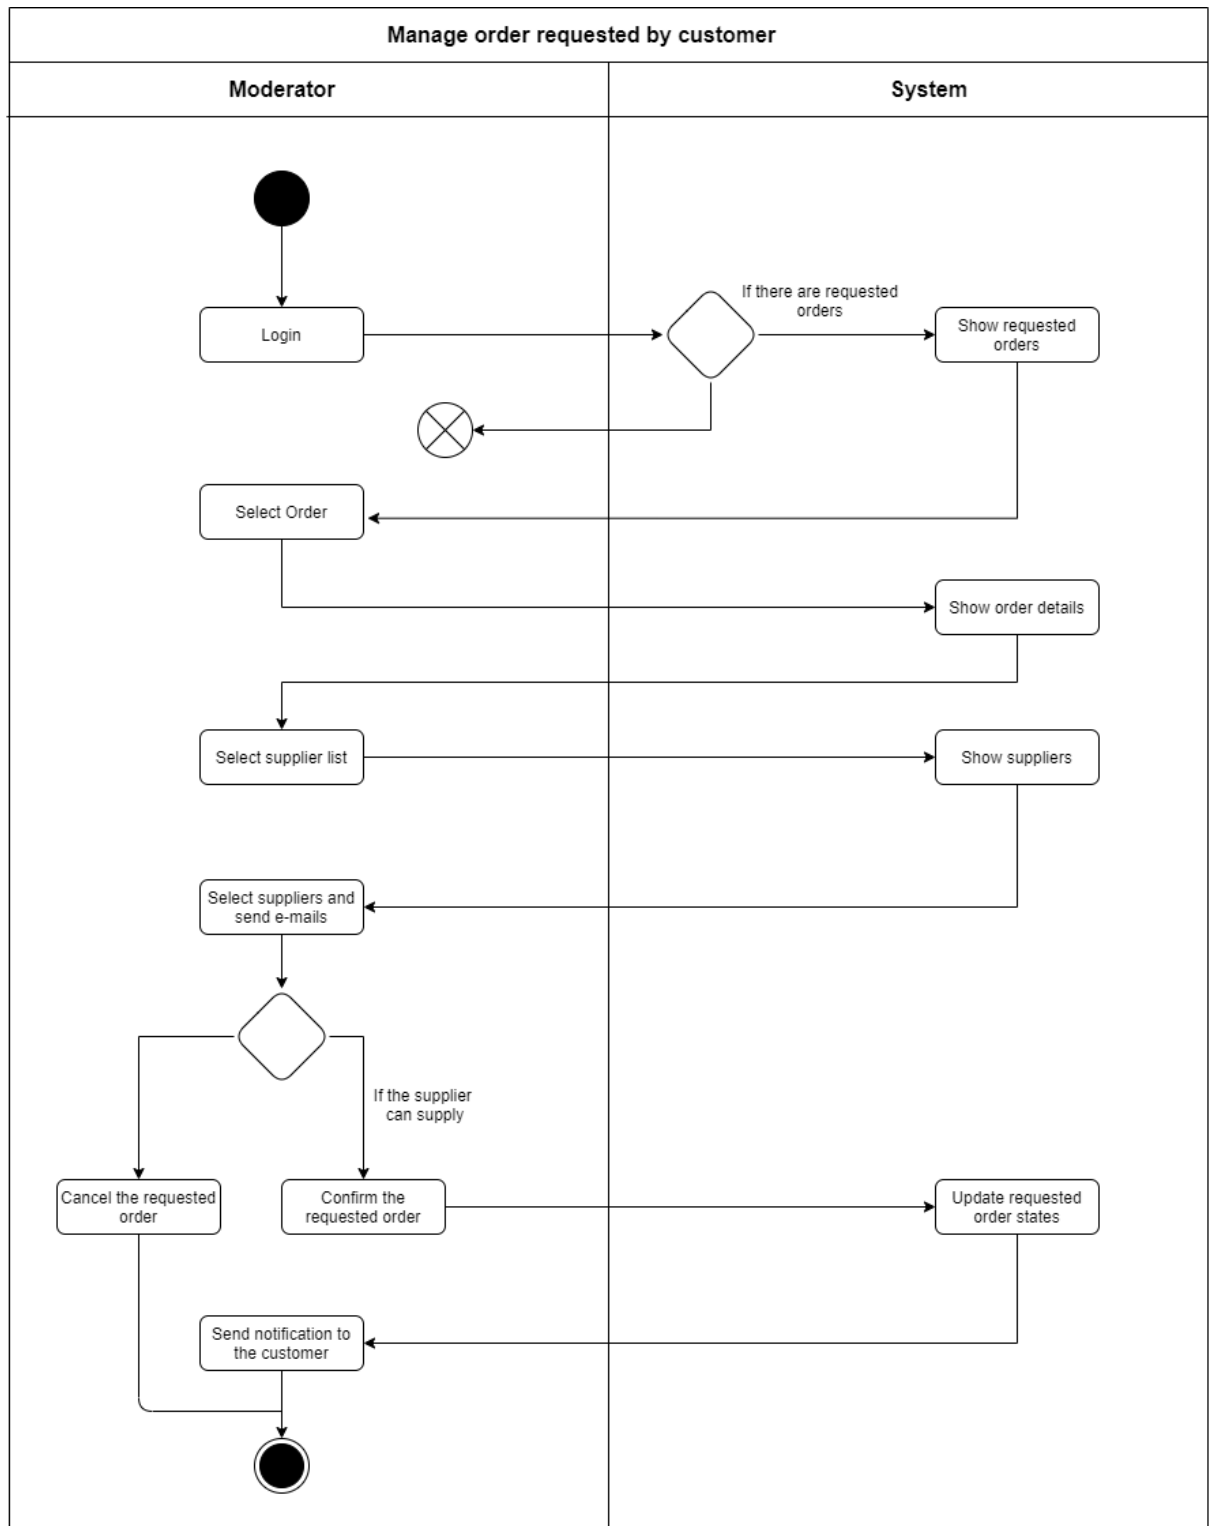 Manage order requested by customer
Moderator
System
If there are requested
orders
Login
Show requested
orders
Select Order
Show order details
Select supplier list
Show suppliers
Select suppliers and
send e-mails
If the supplier
can supply
Cancel the requested
order
Confirm the
requested order
Update requested
order states
Send notification to
the customer